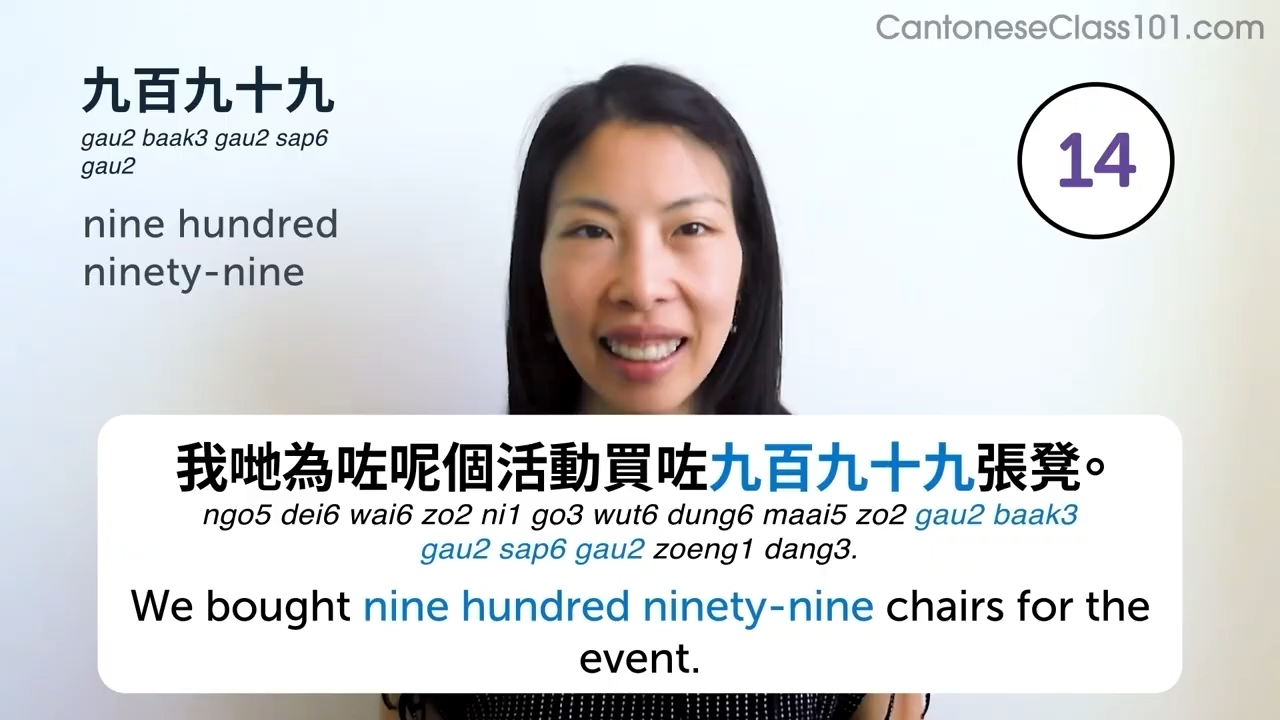 CantoneseClass101.com
九百九十九
gau2 baak3 gau2 sap6
gau2
nine hundred
ninety-nine
14
我哋為咗呢個活動買咗九百九十九張凳。
ngo5 dei6 wai6 zo2 ni1 go3 wut6 dung6 maai5 zo2 gau2 baak3
gau2 sap6 gau2 zoeng1 dang3.
We bought nine hundred ninety-nine chairs for the
event.